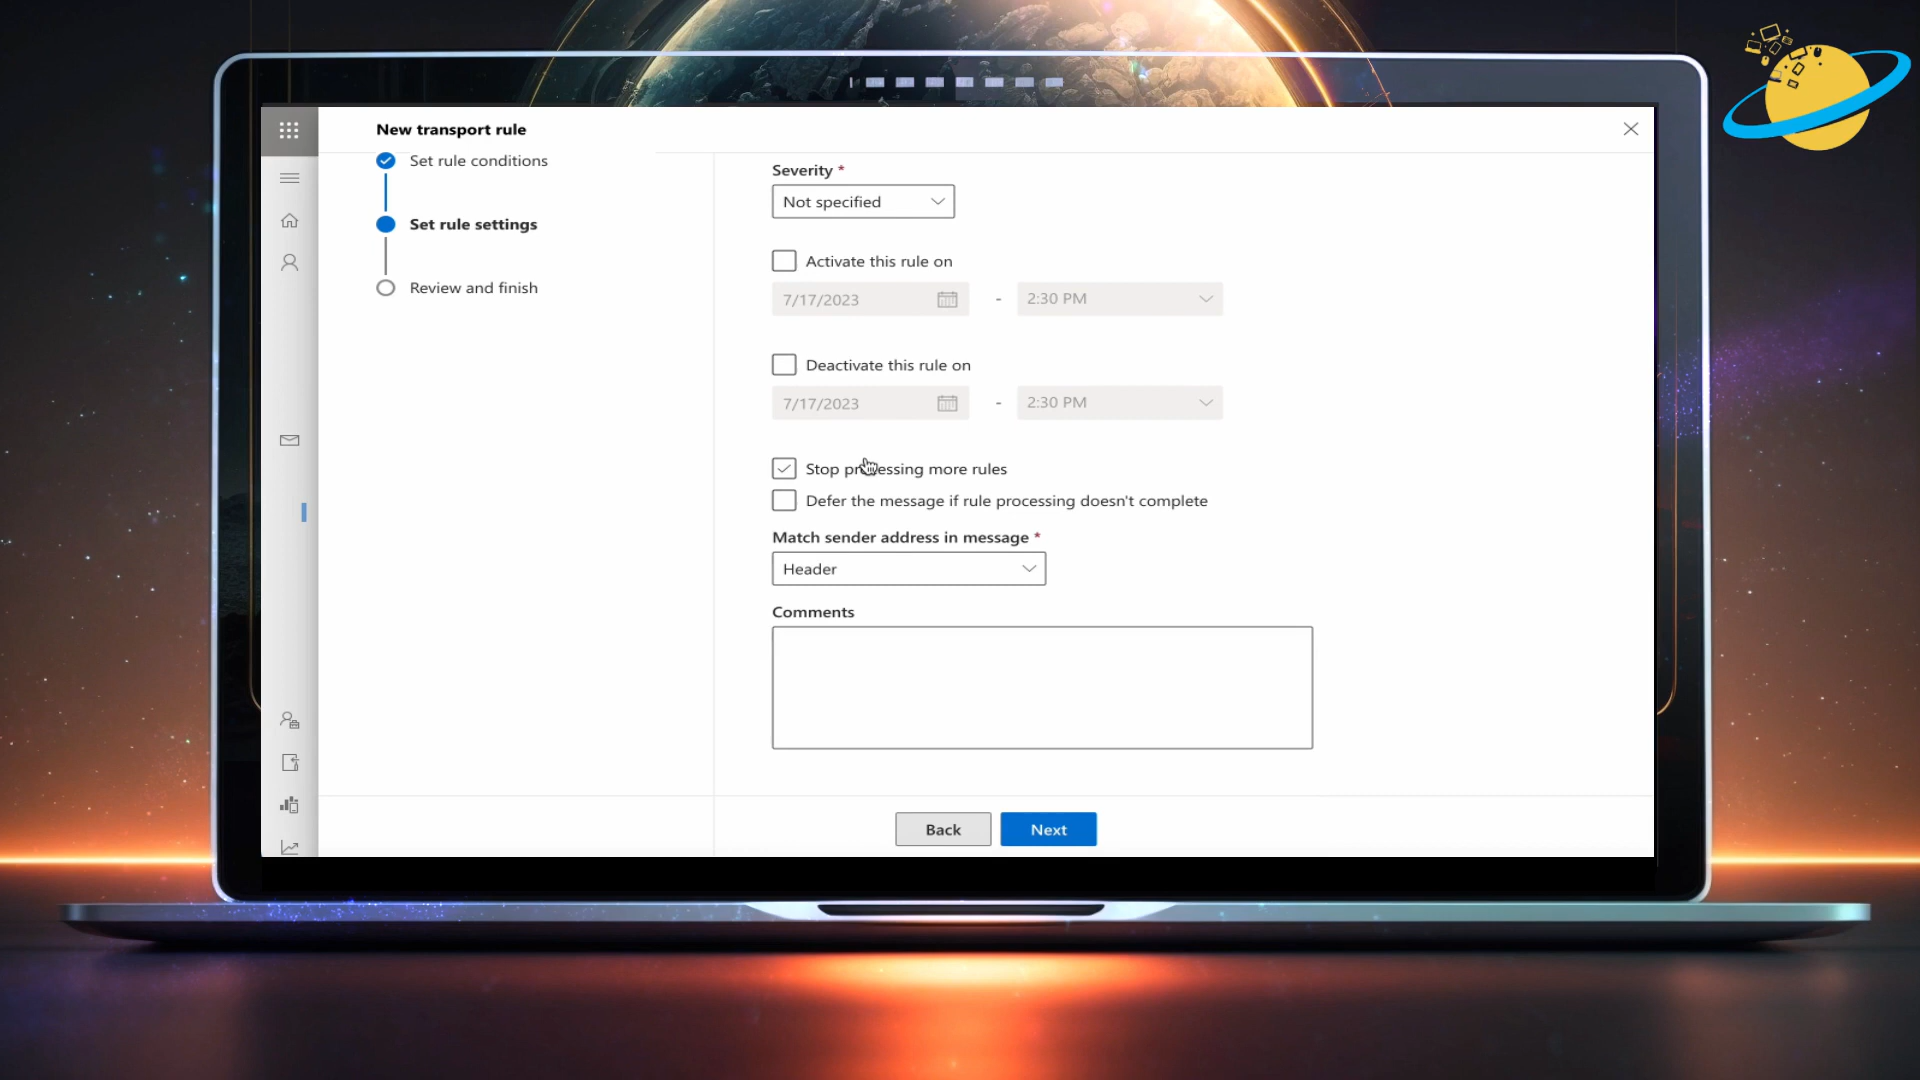 New transport rule
Set rule conditions
Set rule settings
Review and finish
Severity *
Not specified
Activate this rule on
7/17/2023 - 2:30 PM
Deactivate this rule on
7/17/2023 - 2:30 PM
Stop processing more rules
Defer the message if rule processing doesn't complete
Match sender address in message *
Header
Comments
Back Next